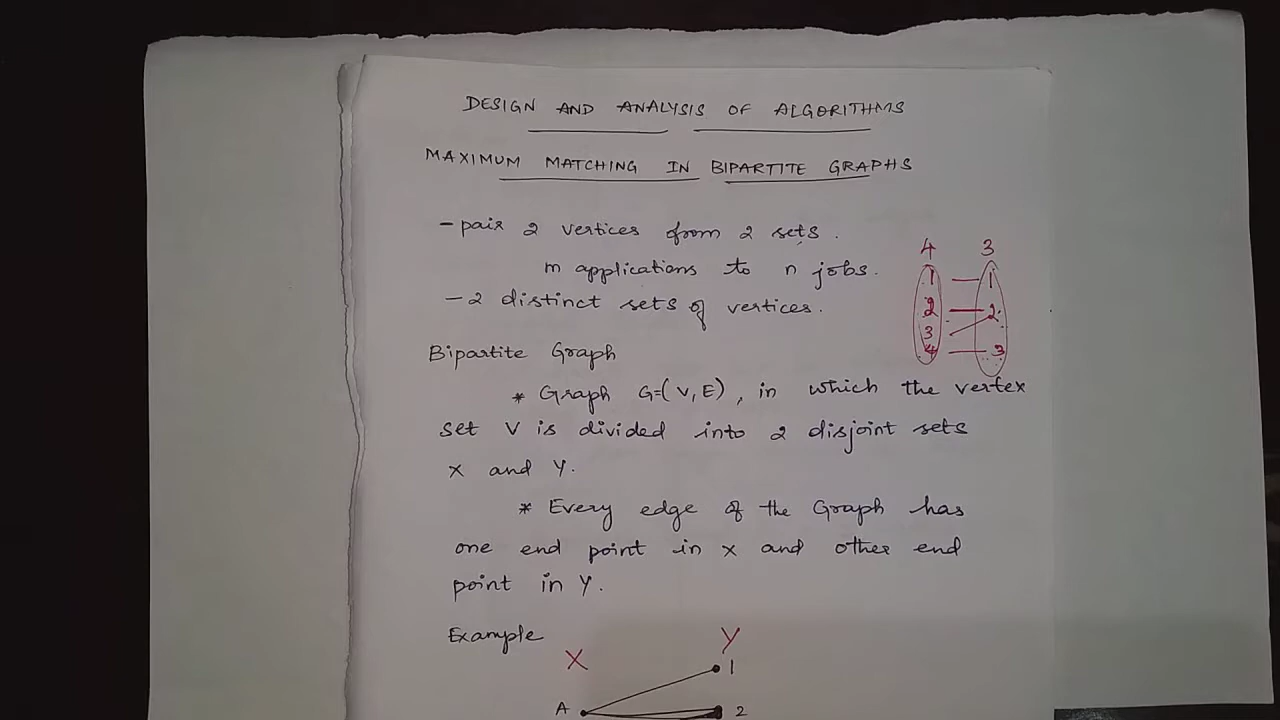 DESIGN AND ANALYSIS OF ALGORITHMS
MAXIMUM MATCHING IN BIPARTITE GRAPHS
- pair 2 vertices from 2 sets.
m applications to n jobs.
- 2 distinct sets of vertices.
4 3
1 1
2 2
3
4 3
Bipartite Graph
* Graph G=(V,E), in which the vertex
set V is divided into 2 disjoint sets
X and Y.
* Every edge of the Graph has
one end point in X and other end
point in Y.
Example
X Y
1
A 2